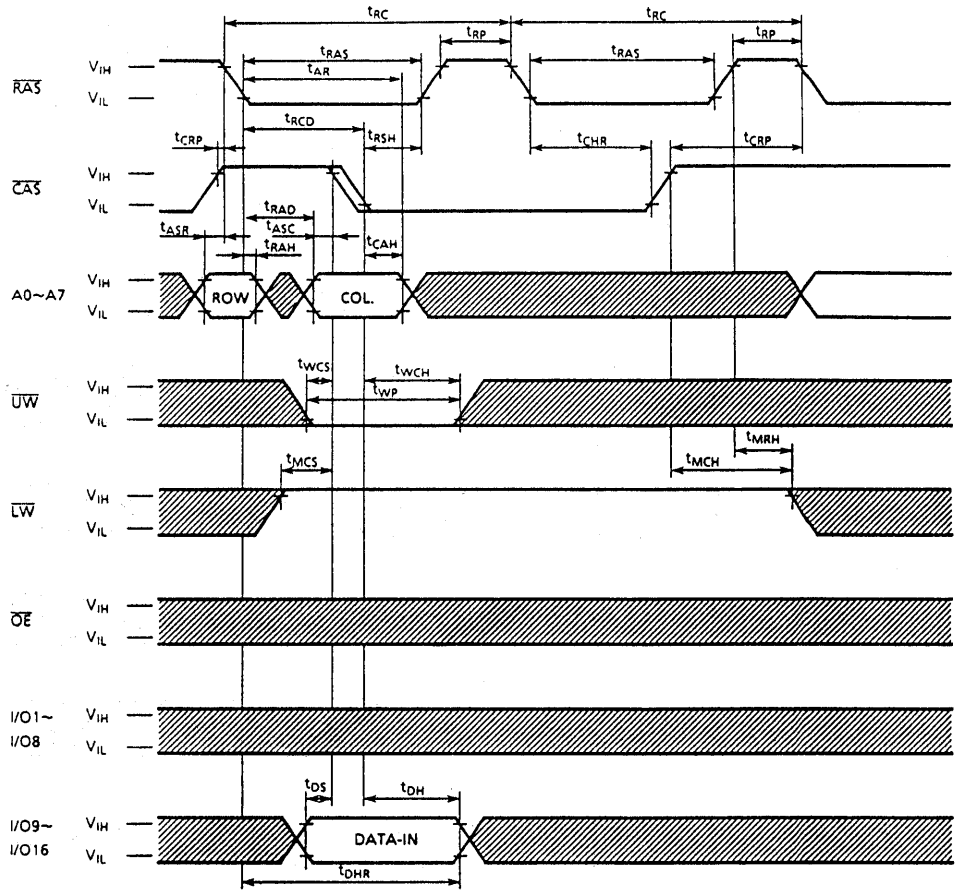 tRC tRC
tRP tRP
tRAS tRAS
tAR
RAS VIH
VIL
tRCD
tCRP tRSH tCHR tCRP
CAS VIH
VIL
tRAD
tASR tASC
tRAH tCAH
A0~A7 VIH
ROW COL.
VIL
tWCS tWCH
tWP
UW VIH
VIL
tMRH
tMCS tMCH
LW VIH
VIL
OE VIH
VIL
I/O1~ VIH
I/O8 VIL
tDS tDH
I/O9~ VIH
DATA-IN
I/O16 VIL
tDHR